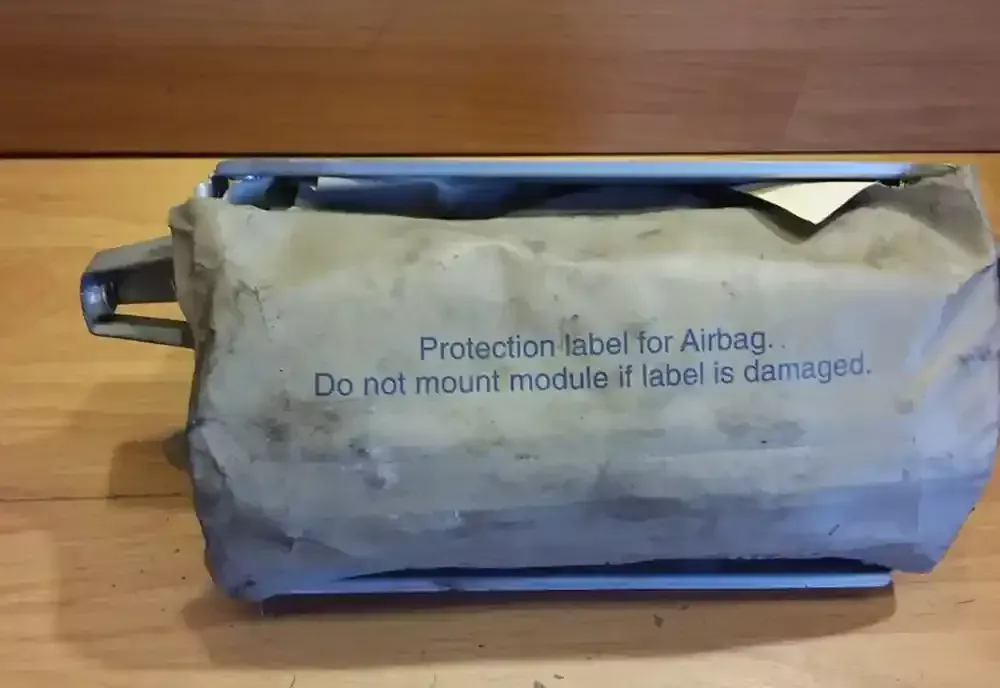 Protection label for Airbag.
Do not mount module if label is damaged.